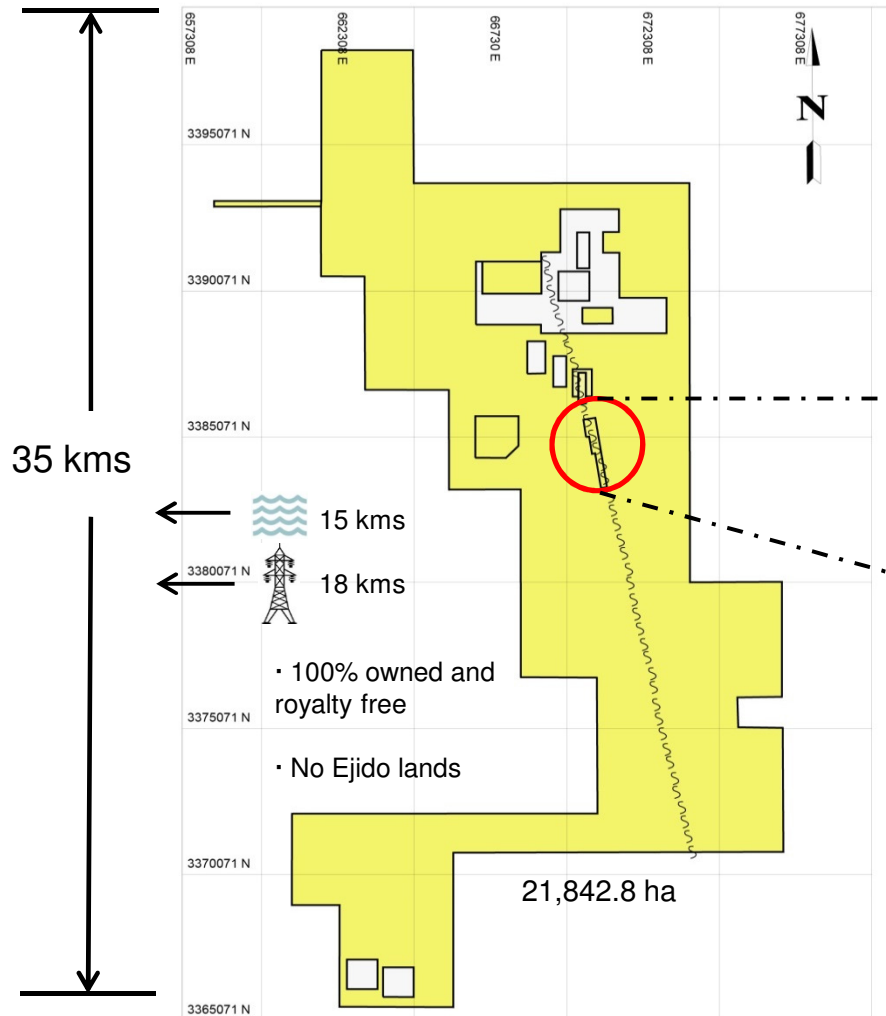 657308 E
662308 E
66730 E
672308 E
677308 E
N
3395071 N
3390071 N
3385071 N
35 kms
15 kms
3380071 N
18 kms
· 100% owned and
royalty free
3375071 N
· No Ejido lands
3370071 N
21,842.8 ha
3365071 N